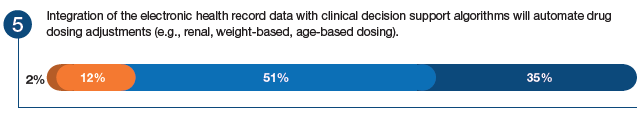 5
Integration of the electronic health record data with clinical decision support algorithms will automate drug
dosing adjustments (e.g., renal, weight-based, age-based dosing).
2% 12% 51% 35%